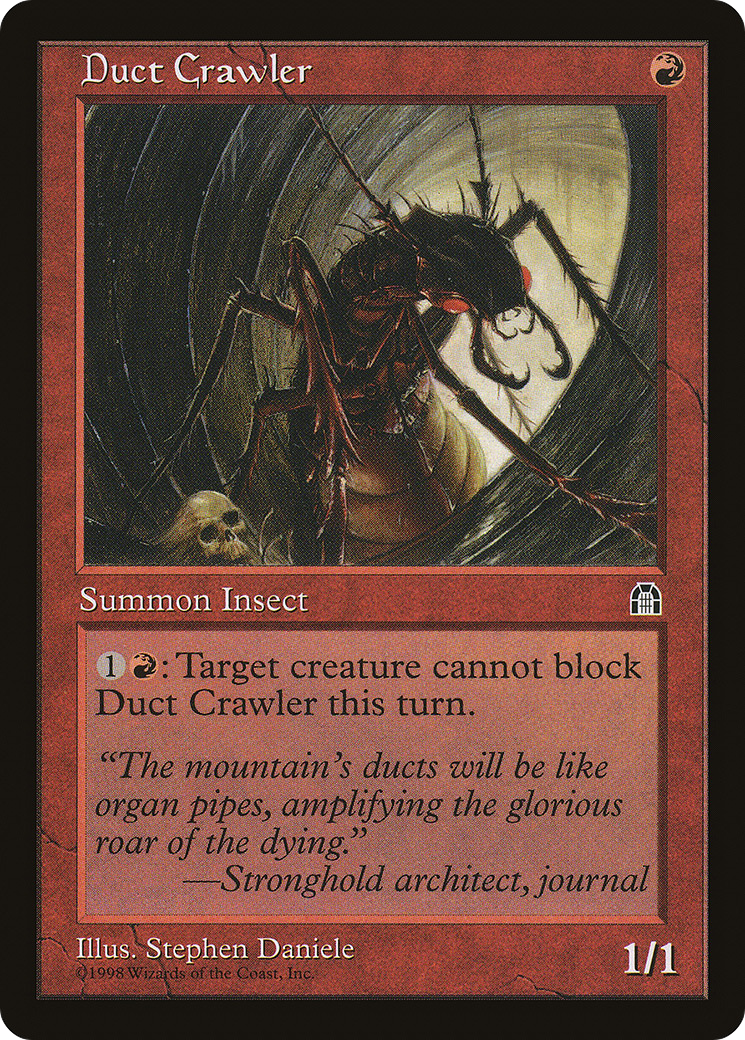 Duct Crawler
Summon Insect
1 : Target creature cannot block
Duct Crawler this turn.
“The mountain’s ducts will be like
organ pipes, amplifying the glorious
roar of the dying.”
—Stronghold architect, journal
Illus. Stephen Daniele
©1998 Wizards of the Coast, Inc.
1/1